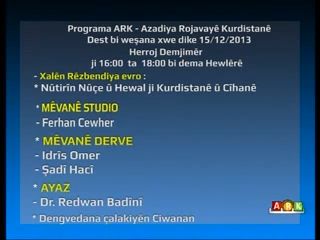 Programa ARK - Azadiya Rojavayê Kurdistanê
Dest bi weşana xwe dike 15/12/2013
Herroj Demjimêr
ji 16:00 ta 18:00 bi dema Hewlêrê
- Xalên Rêzbendiya evro :
* Nûtirîn Nûçe û Hewal ji Kurdistanê û Cîhanê
* MÊVANÊ STUDIO
- Ferhan Cewher
* MÊVANÊ DERVE
- Idrîs Omer
- Şadî Hacî
* AYAZ
- Dr. Redwan Badînî
* Dengvedana çalakiyên Ciwanan
ARK